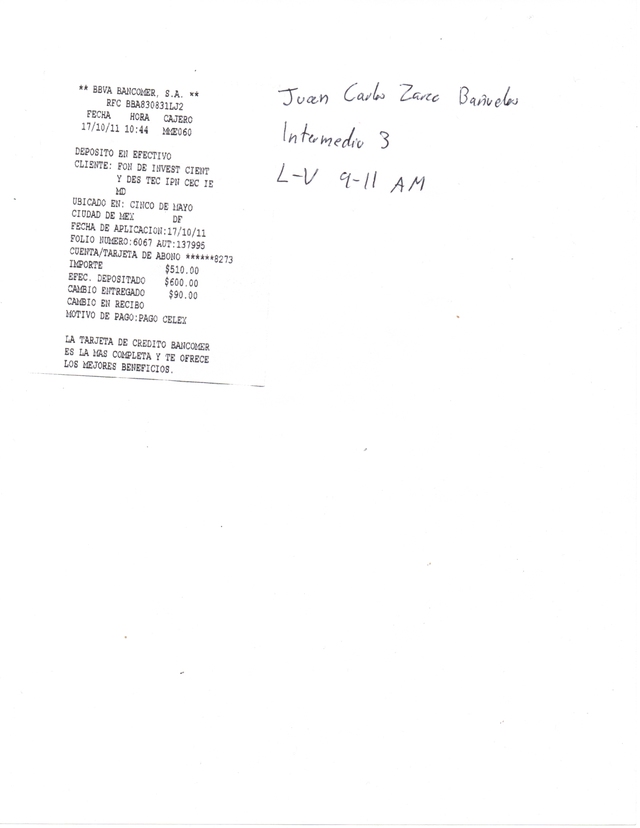 ** BBVA BANCOMER, S.A. **
RFC BBA830831LJ2
FECHA HORA CAJERO
17/10/11 10:44 MME060
DEPOSITO EN EFECTIVO
CLIENTE: FON DE INVEST CIENT
Y DES TEC IPN CEC IE
MD
UBICADO EN: CINCO DE MAYO
CIUDAD DE MEX DF
FECHA DE APLICACION:17/10/11
FOLIO NUMERO:6067 AUT:137995
CUENTA/TARJETA DE ABONO ******8273
IMPORTE $510.00
EFEC. DEPOSITADO $600.00
CAMBIO ENTREGADO $90.00
CAMBIO EN RECIBO
MOTIVO DE PAGO:PAGO CELEX
LA TARJETA DE CREDITO BANCOMER
ES LA MAS COMPLETA Y TE OFRECE
LOS MEJORES BENEFICIOS.
Juan Carlos Zarco Bañuelos
Intermedio 3
L-V 9-11 AM